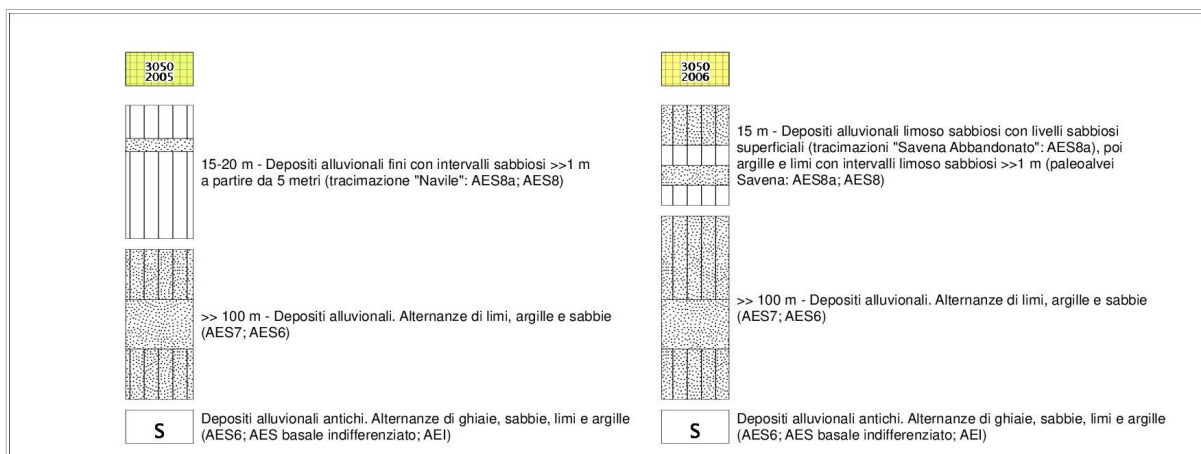 3050
2005
15-20 m - Depositi alluvionali fini con intervalli sabbiosi >>1 m
a partire da 5 metri (tracimazione "Navile": AES8a; AES8)
>> 100 m - Depositi alluvionali. Alternanze di limi, argille e sabbie
(AES7; AES6)
S
Depositi alluvionali antichi. Alternanze di ghiaie, sabbie, limi e argille
(AES6; AES basale indifferenziato; AEI)
3050
2006
15 m - Depositi alluvionali limoso sabbiosi con livelli sabbiosi
superficiali (tracimazioni "Savena Abbandonato": AES8a), poi
argille e limi con intervalli limoso sabbiosi >>1 m (paleoalvei
Savena: AES8a; AES8)
>> 100 m - Depositi alluvionali. Alternanze di limi, argille e sabbie
(AES7; AES6)
S
Depositi alluvionali antichi. Alternanze di ghiaie, sabbie, limi e argille
(AES6; AES basale indifferenziato; AEI)